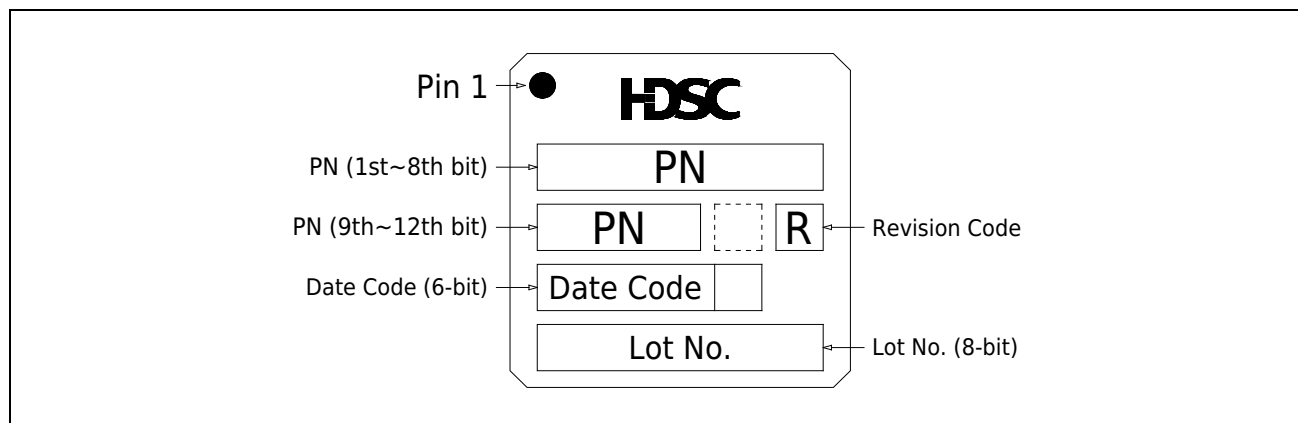 Pin 1
HDSC
PN (1st~8th bit)
PN
PN (9th~12th bit)
PN
R
Revision Code
Date Code (6-bit)
Date Code
Lot No.
Lot No. (8-bit)